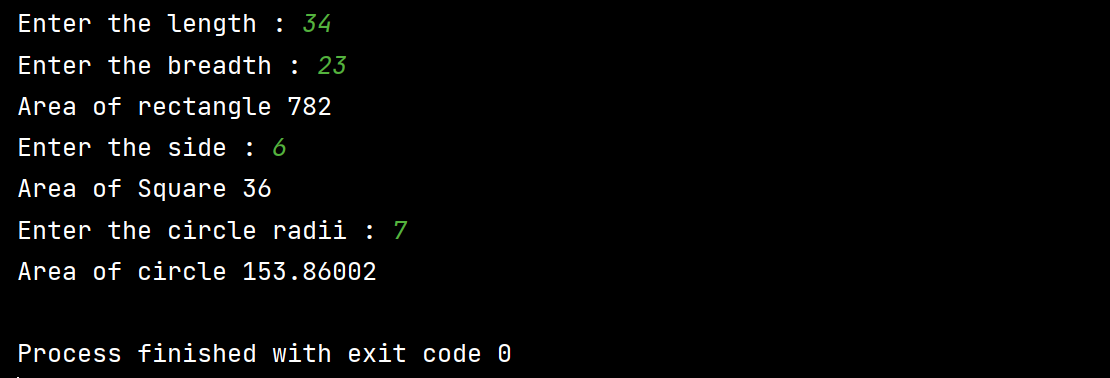 Enter the length : 34
Enter the breadth : 23
Area of rectangle 782
Enter the side : 6
Area of Square 36
Enter the circle radii : 7
Area of circle 153.86002
Process finished with exit code 0